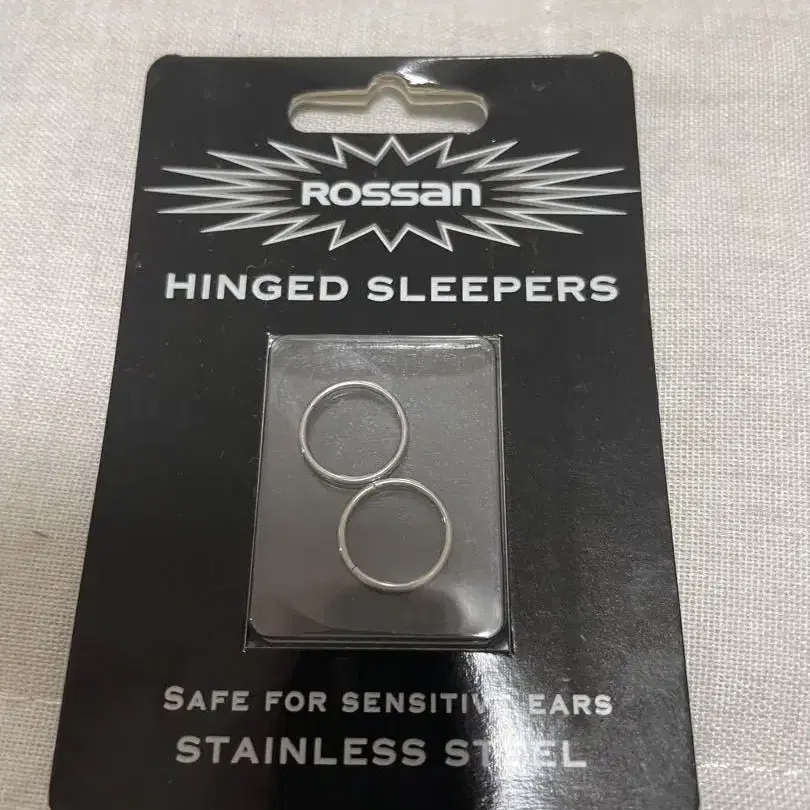 ROSSan
HINGED SLEEPERS
SAFE FOR SENSITIVE EARS
STAINLESS STEEL